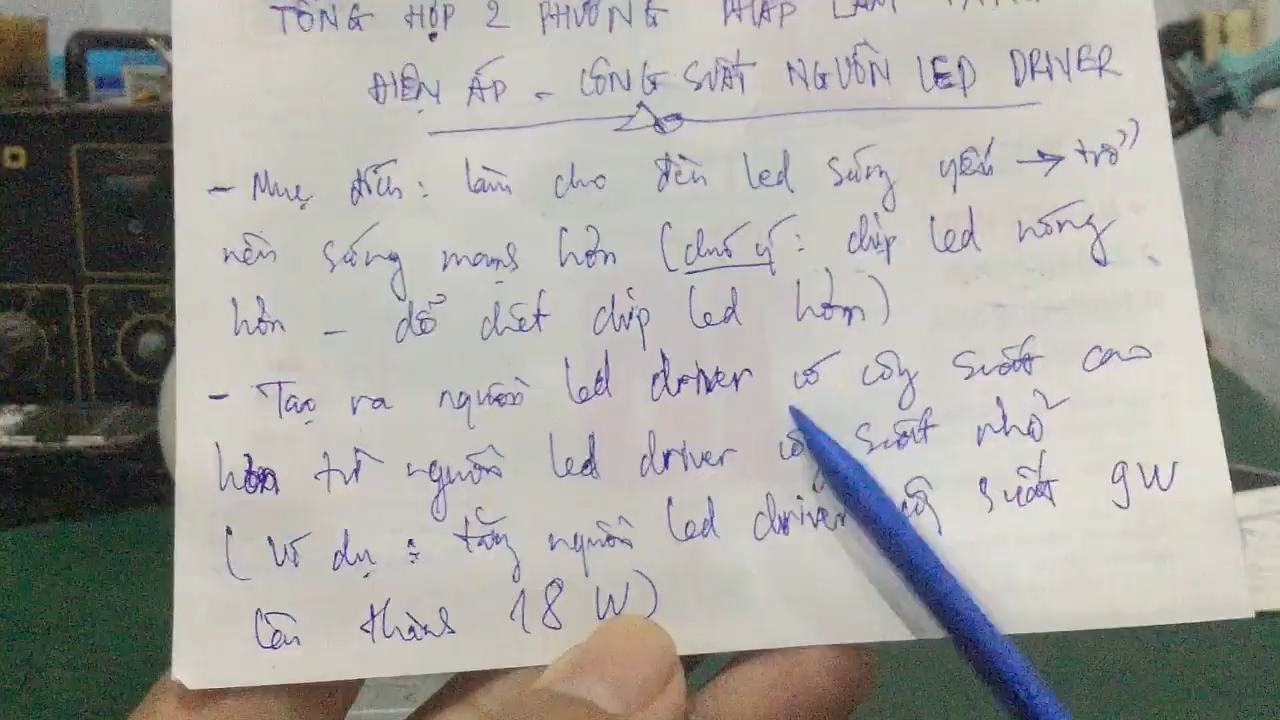 TỔNG HỢP 2 PHƯƠNG PHÁP LÀM TĂNG
ĐIỆN ÁP - CÔNG SUẤT NGUỒN LED DRIVER
- Mục đích: làm cho đèn led sáng yếu → trở
nên sáng mạnh hơn (chú ý: chip led nóng
hơn - dể chết chip led hơn)
- Tạo ra nguồn led driver có công suất cao
hơn từ nguồn led driver công suất nhỏ
(Ví dụ : tăng nguồn led driver công suất 9W
lên thành 18 W)